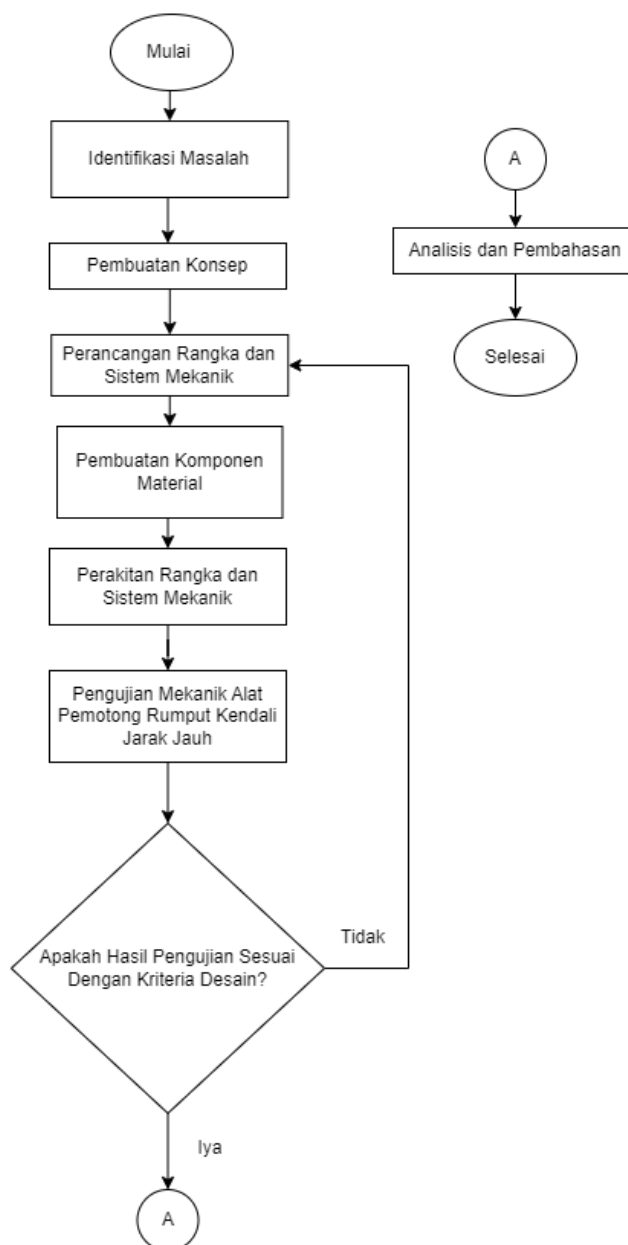 Mulai
Identifikasi Masalah
Pembuatan Konsep
Perancangan Rangka dan
Sistem Mekanik
Pembuatan Komponen
Material
Perakitan Rangka dan
Sistem Mekanik
Pengujian Mekanik Alat
Pemotong Rumput Kendali
Jarak Jauh
Apakah Hasil Pengujian Sesuai
Dengan Kriteria Desain?
Tidak
Iya
A
A
Analisis dan Pembahasan
Selesai